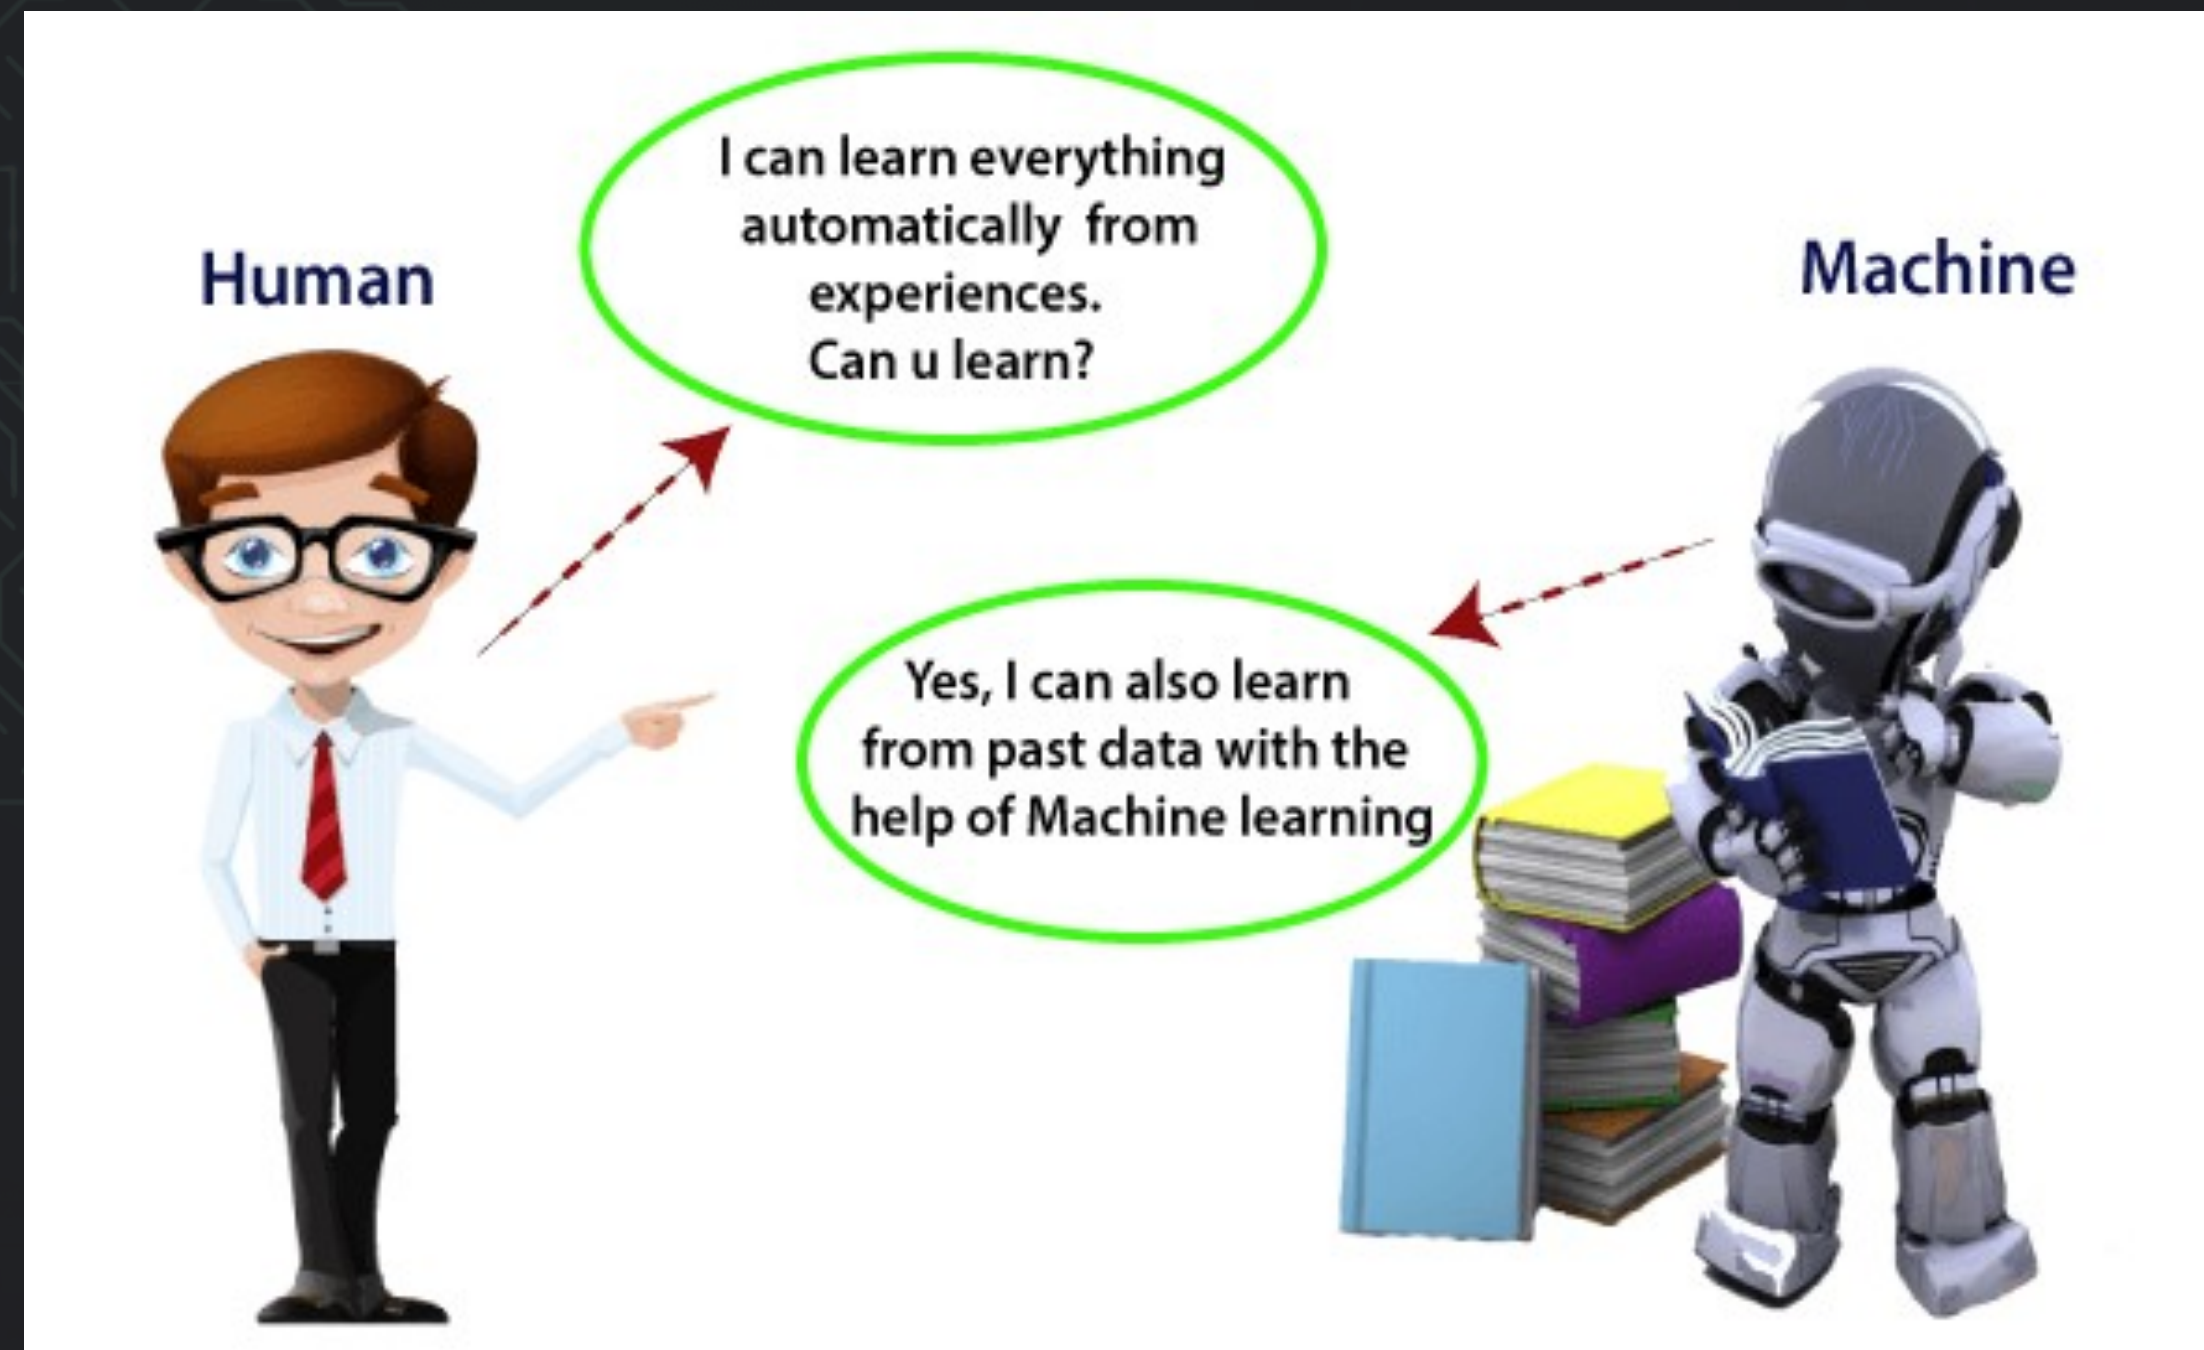 Human
I can learn everything
automatically from
experiences.
Can u learn?
Machine
Yes, I can also learn
from past data with the
help of Machine learning